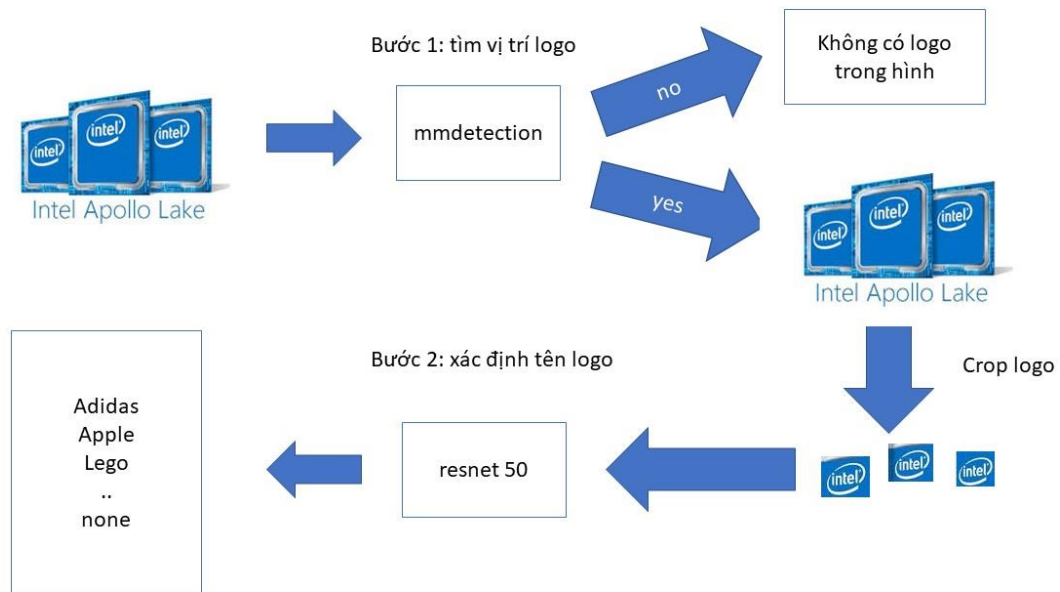 Bước 1: tìm vị trí logo
Không có logo
trong hình
no
mmdetection
intel
intel
intel
Intel Apollo Lake
yes
intel
intel
intel
Intel Apollo Lake
Bước 2: xác định tên logo
Crop logo
Adidas
Apple
Lego
..
none
resnet 50
intel
intel
intel